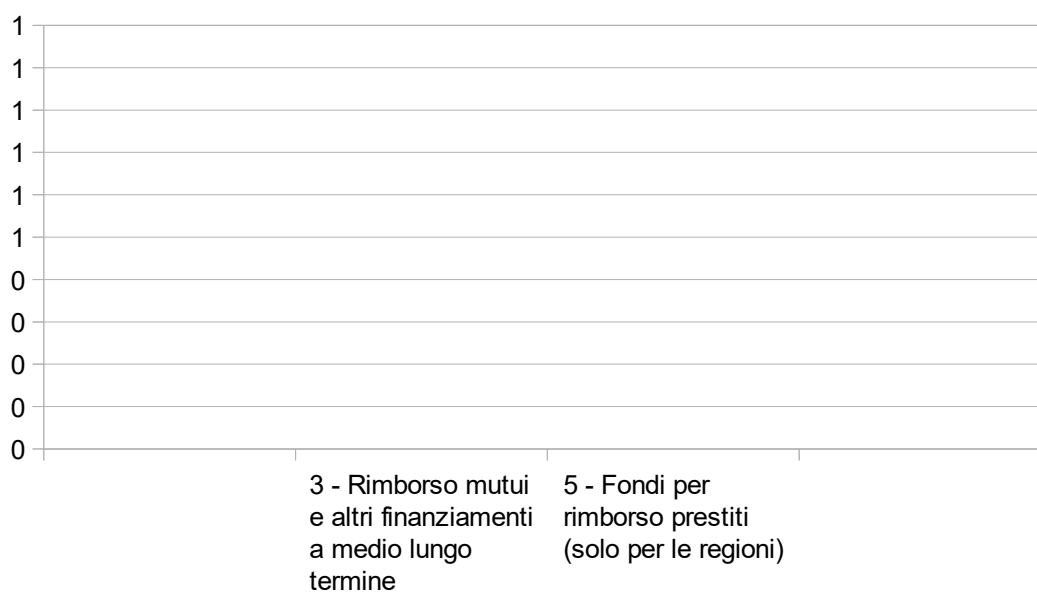 1
1
1
1
1
1
0
0
0
0
0
3 - Rimborso mutui
e altri finanziamenti
a medio lungo
termine
5 - Fondi per
rimborso prestiti
(solo per le regioni)